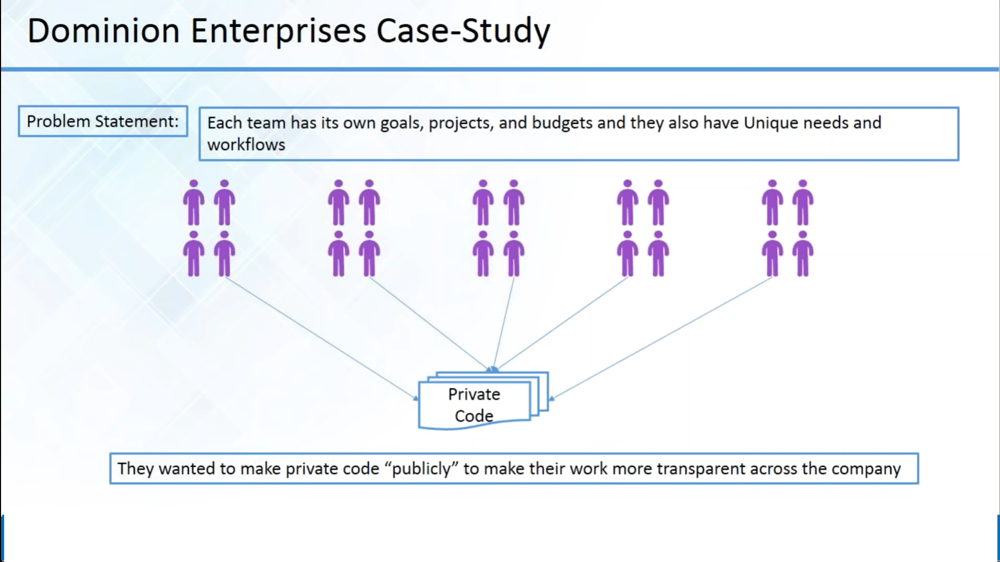 Dominion Enterprises Case-Study
Problem Statement:
Each team has its own goals, projects, and budgets and they also have Unique needs and
workflows
Private
Code
They wanted to make private code “publicly” to make their work more transparent across the company